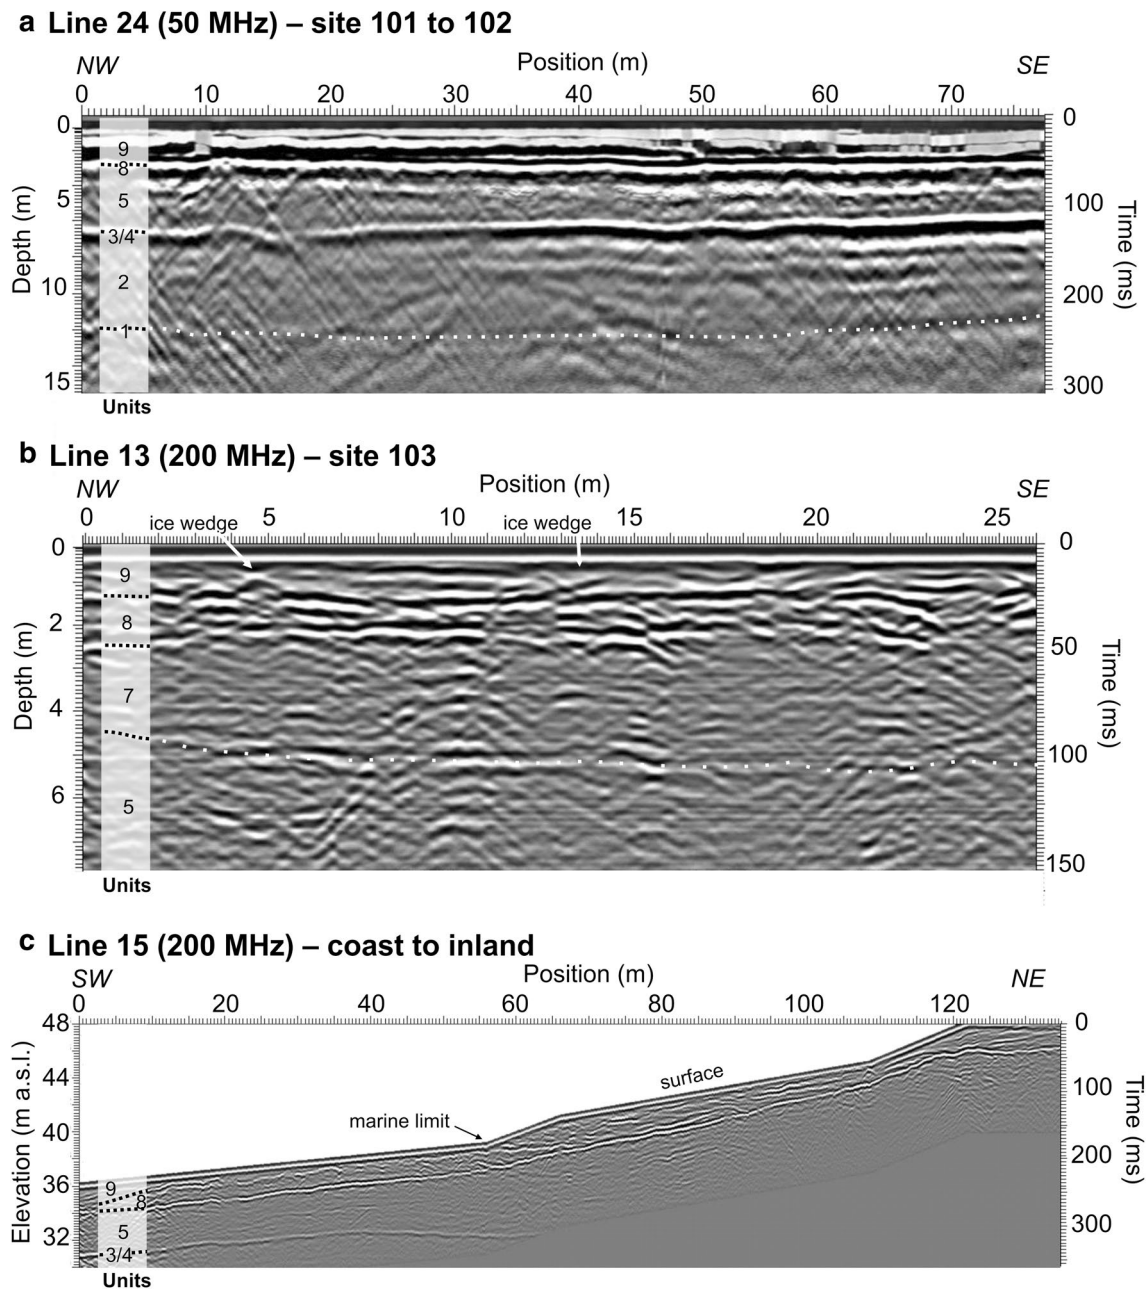 a Line 24 (50 MHz) – site 101 to 102
Position (m)
NW SE
0 10 20 30 40 50 60 70
0 5 10 15
Depth (m)
0 100 200 300
Time (ms)
9
8
5
3/4
2
1
Units
b Line 13 (200 MHz) – site 103
Position (m)
NW SE
0 5 10 15 20 25
ice wedge ice wedge
0 2 4 6
Depth (m)
0 50 100 150
Time (ms)
9
8
7
5
Units
c Line 15 (200 MHz) – coast to inland
Position (m)
SW NE
0 20 40 60 80 100 120
48 44 40 36 32
Elevation (m a.s.l.)
0 100 200 300
Time (ms)
surface
marine limit
9
8
5
3/4
Units